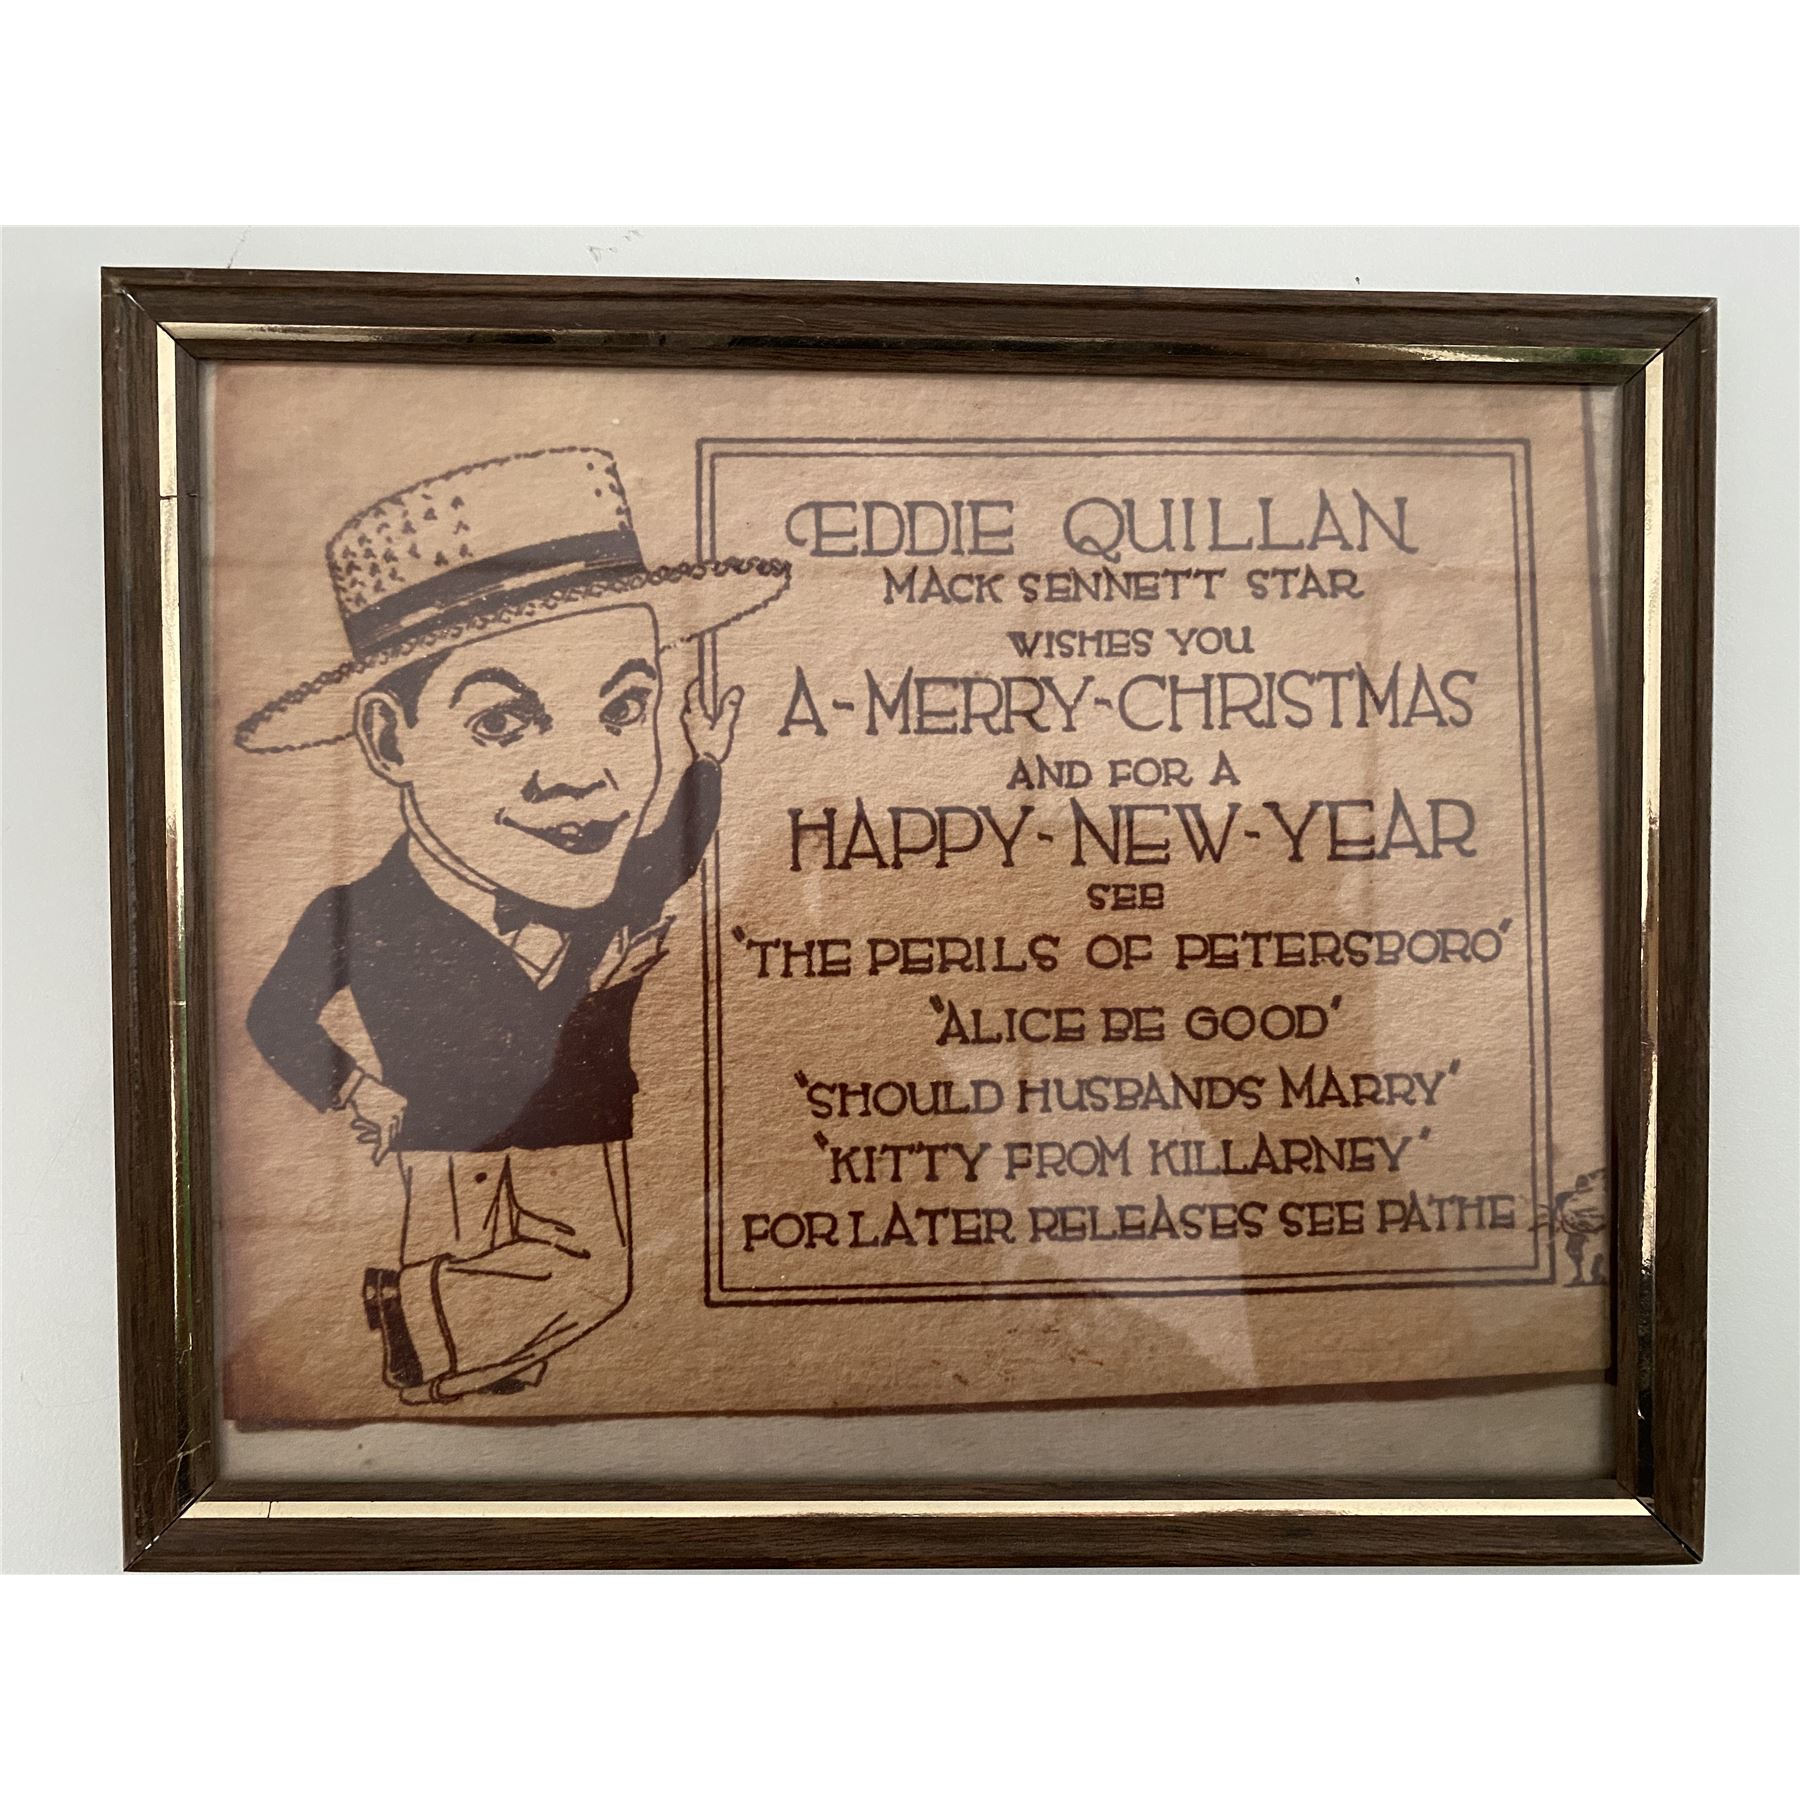 EDDIE QUILLAN
MACK SENNETT STAR
WISHES YOU
A-MERRY-CHRISTMAS
AND FOR A
HAPPY-NEW-YEAR
SEE
"THE PERILS OF PETERSBORO"
"ALICE BE GOOD"
"SHOULD HUSBANDS MARRY"
"KITTY FROM KILLARNEY"
FOR LATER RELEASES SEE PATHE